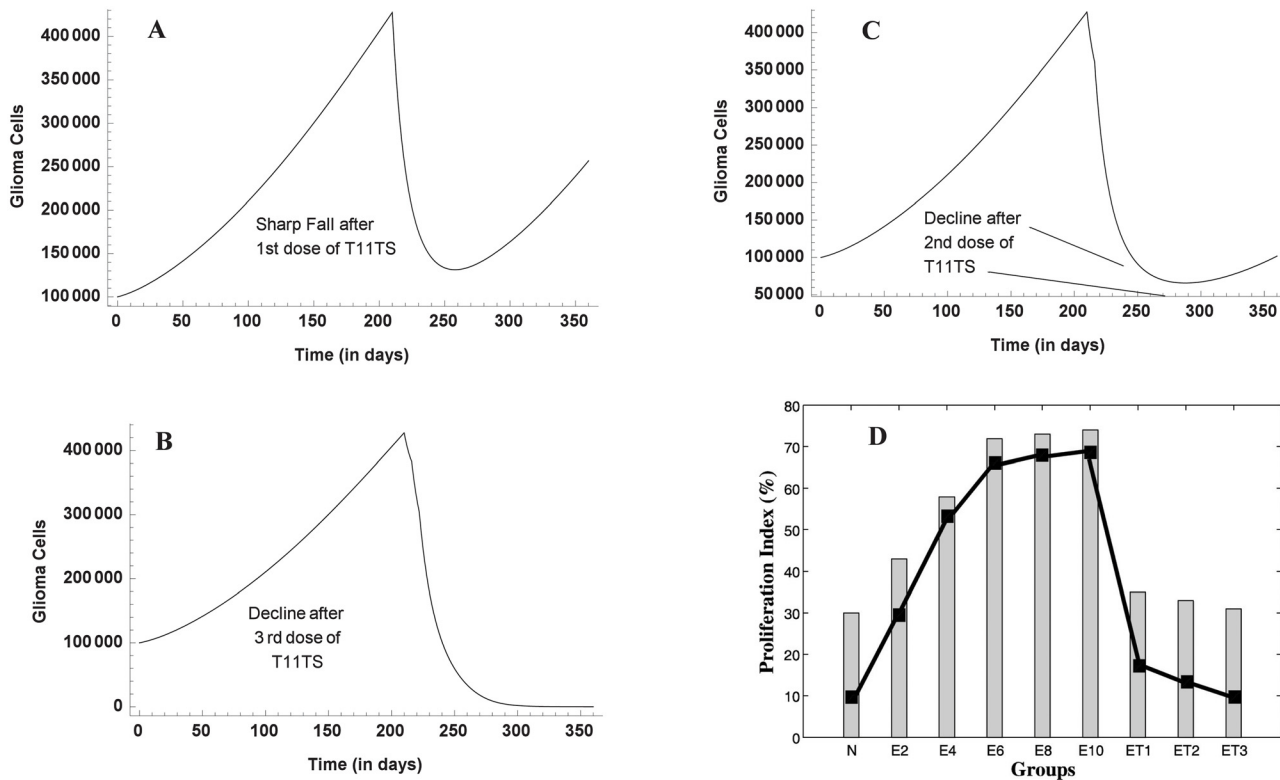 A
Glioma Cells
400 000
350 000
300 000
250 000
200 000
150 000
100 000
Sharp Fall after
1st dose of T11TS
0 50 100 150 200 250 300 350
Time (in days)
C
Glioma Cells
400 000
350 000
300 000
250 000
200 000
150 000
100 000
50 000
Decline after
2nd dose of
T11TS
0 50 100 150 200 250 300 350
Time (in days)
B
Glioma Cells
400 000
300 000
200 000
100 000
0
Decline after
3 rd dose of
T11TS
0 50 100 150 200 250 300 350
Time (in days)
D
Proliferation Index (%)
80
70
60
50
40
30
20
10
0
N E2 E4 E6 E8 E10 ET1 ET2 ET3
Groups